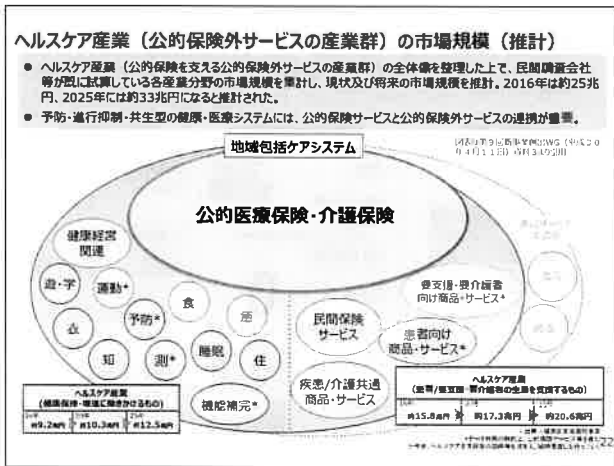 ヘルスケア産業（公的保険外サービスの産業群）の市場規模（推計）
● ヘルスケア産業（公的保険を支える公的保険外サービスの産業群）の全体像を整理した上で、民間調査会社
等が既に試算している各産業分野の市場規模を集計し、現状及び将来の市場規模を推計。2016年は約25兆
円、2025年には約33兆円になると推計された。
● 予防・進行抑制・共生型の健康・医療システムには、公的保険サービスと公的保険外サービスの連携が重要。
地域包括ケアシステム
公的医療保険・介護保険
健康経営
関連
遊・学
運動*
食
癒
衣
予防*
知
測*
睡眠
住
機能補完*
要支援・要介護者
向け商品・サービス*
民間保険
サービス
患者向け
商品・サービス*
疾患/介護共通
商品・サービス
ヘルスケア産業
約9.2兆円
約10.3兆円
約12.5兆円
ヘルスケア産業
約15.8兆円
約17.3兆円
約20.6兆円
22